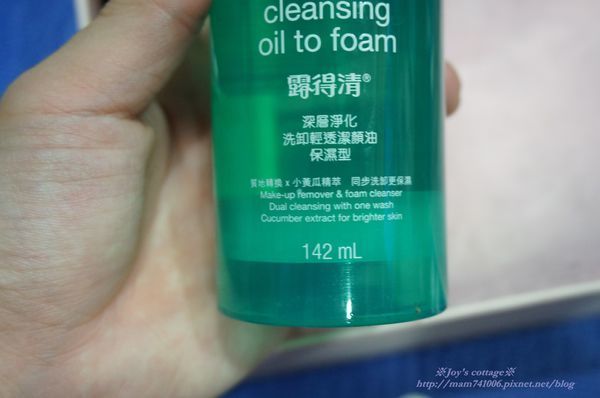 cleansing
oil to foam
露得清®
深層淨化
洗卸輕透潔顏油
保濕型
質地轉換 x 小黃瓜精萃 同步洗卸更保濕
Make-up remover & foam cleanser
Dual cleansing with one wash
Cucumber extract for brighter skin
142 mL
※Joy's cottage※
http://mam741006.pixnet.net/blog